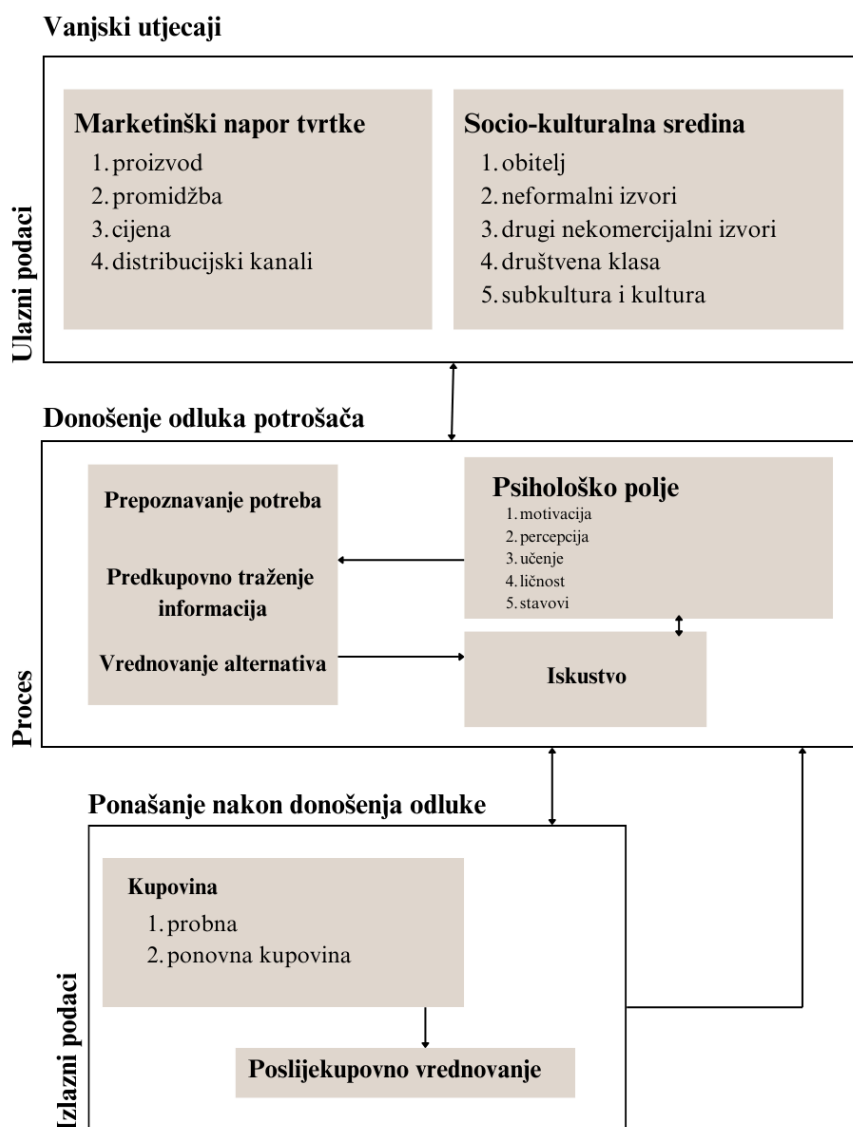 Vanjski utjecaji
Ulazni podaci
Marketinški napor tvrtke
1. proizvod
2. promidžba
3. cijena
4. distribucijski kanali
Socio-kulturalna sredina
1. obitelj
2. neformalni izvori
3. drugi nekomercijalni izvori
4. društvena klasa
5. subkultura i kultura
Donošenje odluka potrošača
Proces
Prepoznavanje potreba
Predkupovno traženje
informacija
Vrednovanje alternativa
Psihološko polje
1. motivacija
2. percepcija
3. učenje
4. ličnost
5. stavovi
Iskustvo
Ponašanje nakon donošenja odluke
Izlazni podaci
Kupovina
1. probna
2. ponovna kupovina
Poslijekupovno vrednovanje